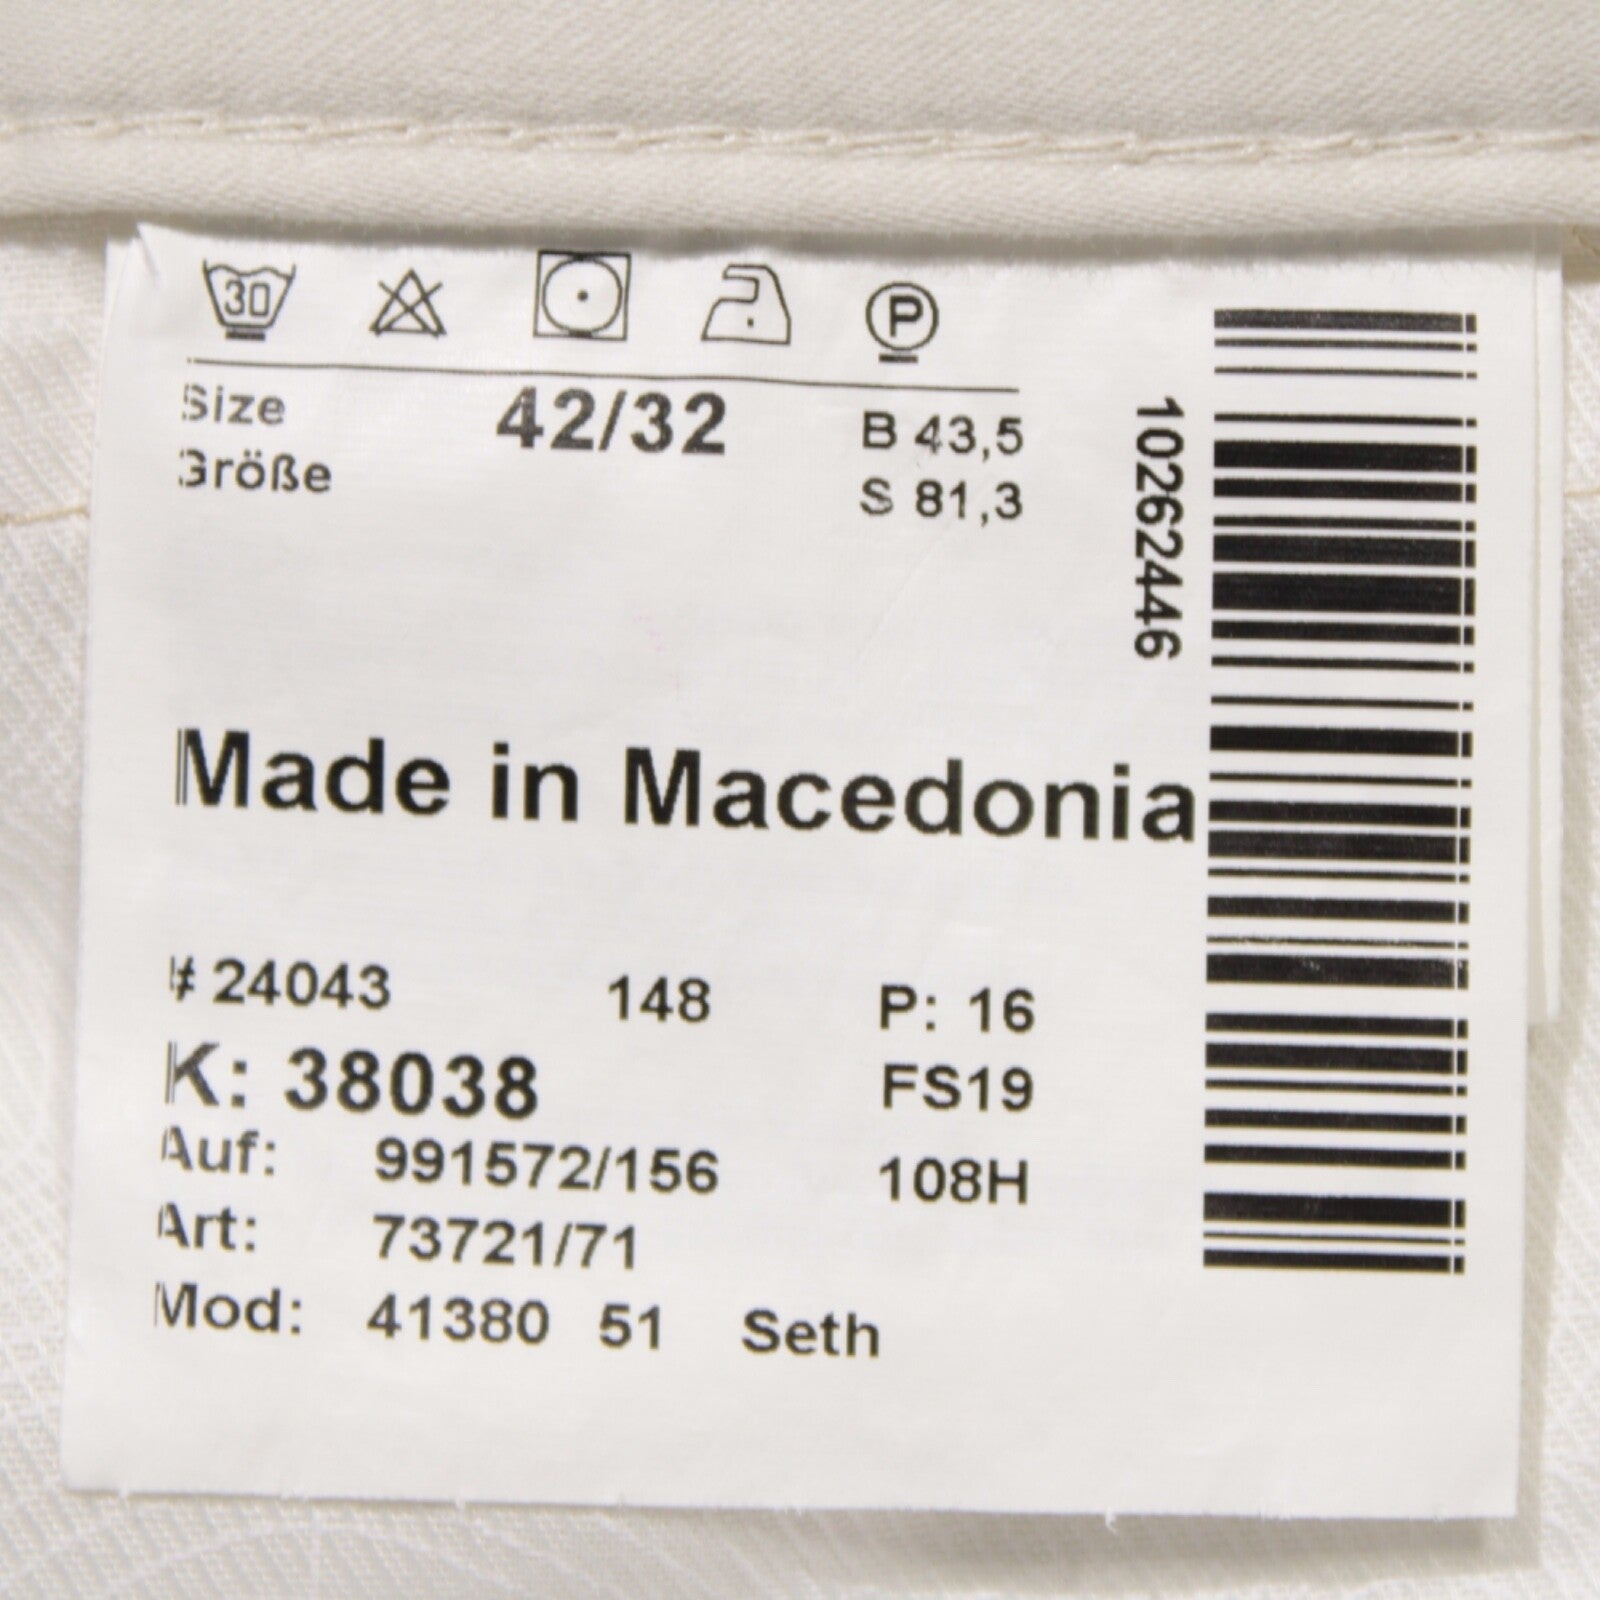 30 P
Size 42/32 B 43,5
Größe S 81,3
10262446
Made in Macedonia
# 24043 148 P: 16
K: 38038 FS19
Auf: 991572/156 108H
Art: 73721/71
Mod: 41380 51 Seth